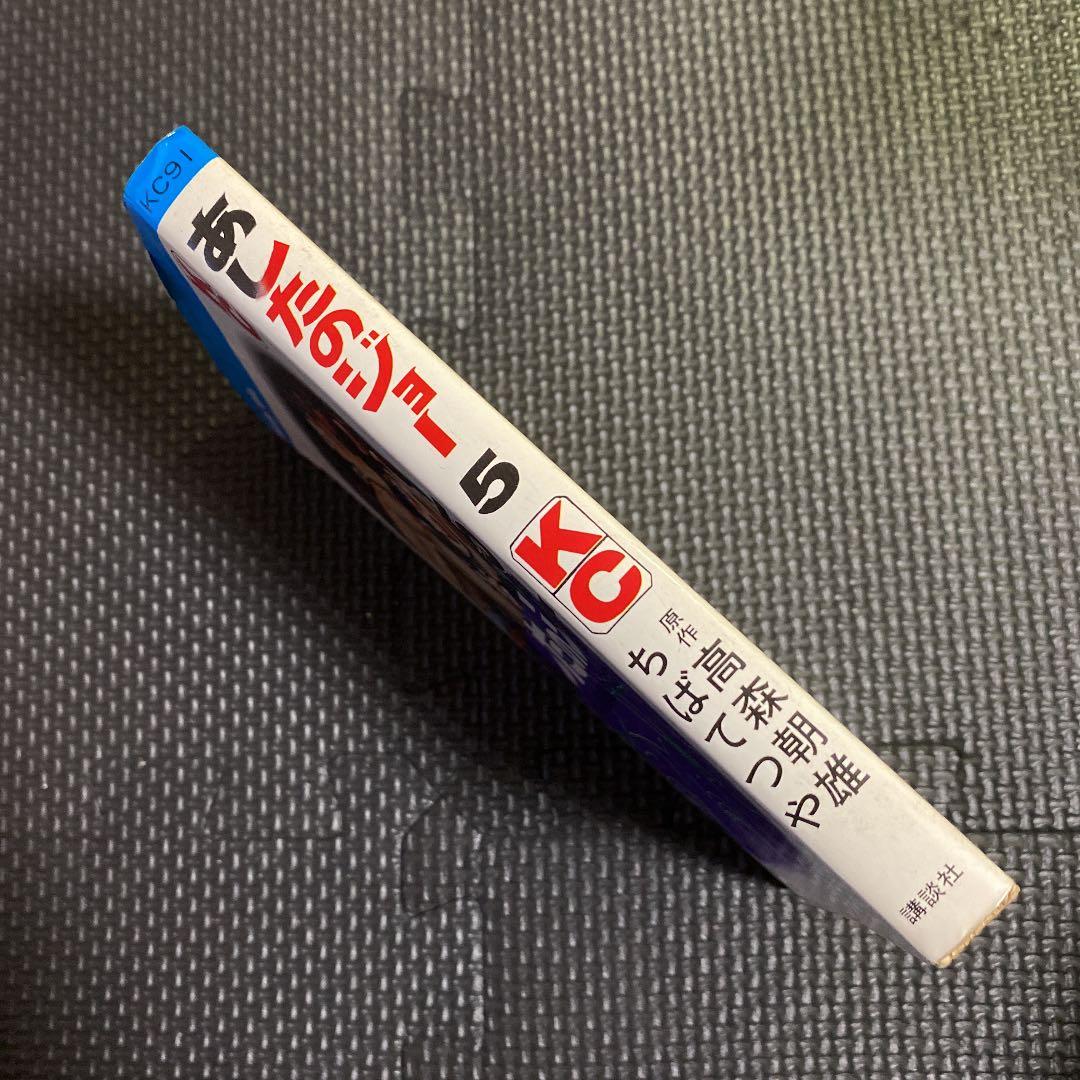 KC91
あしたのジョー
5
KC
原作
高森朝雄
ちばてつや
講談社